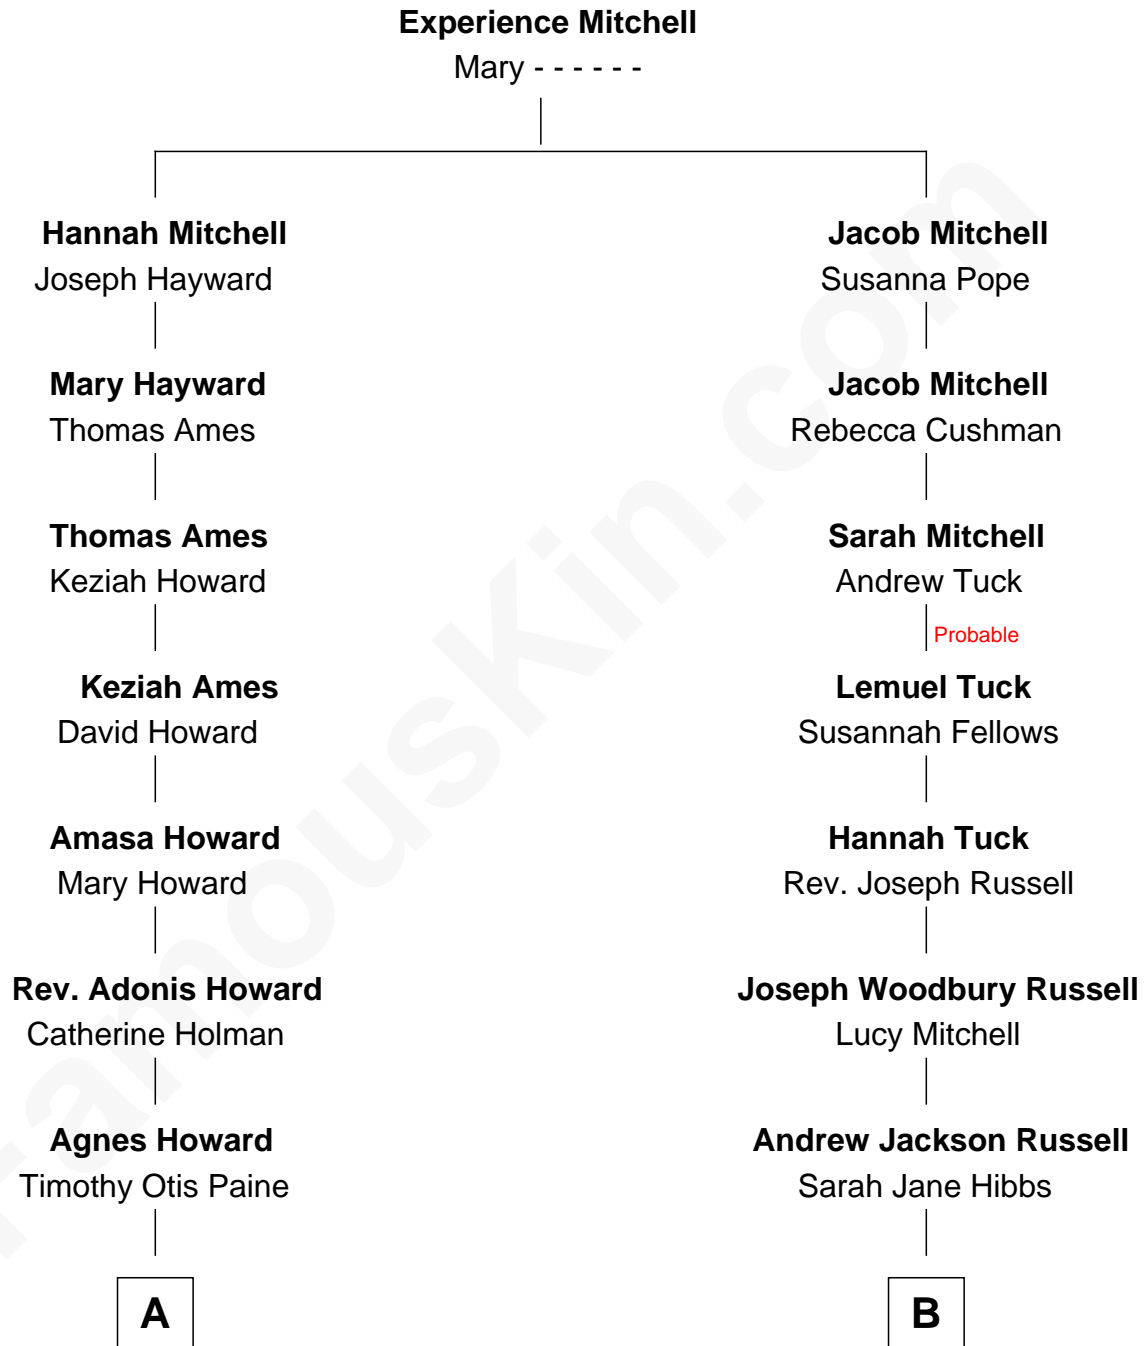 Experience Mitchell
Mary - - - - - -
Hannah Mitchell
Joseph Hayward
Jacob Mitchell
Susanna Pope
Mary Hayward
Thomas Ames
Jacob Mitchell
Rebecca Cushman
Thomas Ames
Keziah Howard
Sarah Mitchell
Andrew Tuck
Probable
Keziah Ames
David Howard
Lemuel Tuck
Susannah Fellows
Amasa Howard
Mary Howard
Hannah Tuck
Rev. Joseph Russell
Rev. Adonis Howard
Catherine Holman
Joseph Woodbury Russell
Lucy Mitchell
Agnes Howard
Timothy Otis Paine
Andrew Jackson Russell
Sarah Jane Hibbs
A
B
FamousKin.com